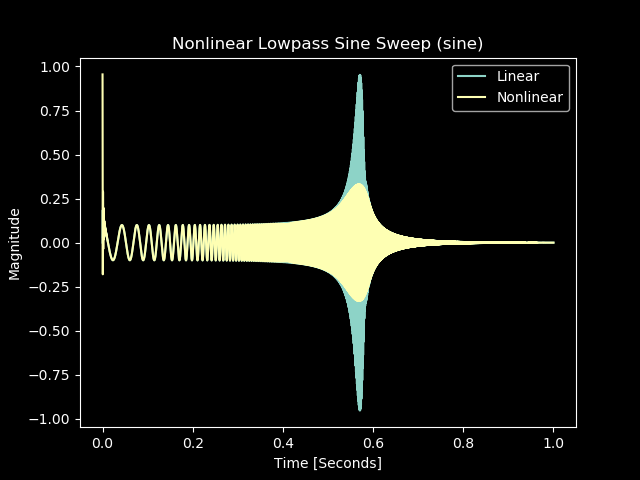 Nonlinear Lowpass Sine Sweep (sine)
Linear
Nonlinear
Magnitude
1.00
0.75
0.50
0.25
0.00
−0.25
−0.50
−0.75
−1.00
0.0 0.2 0.4 0.6 0.8 1.0
Time [Seconds]